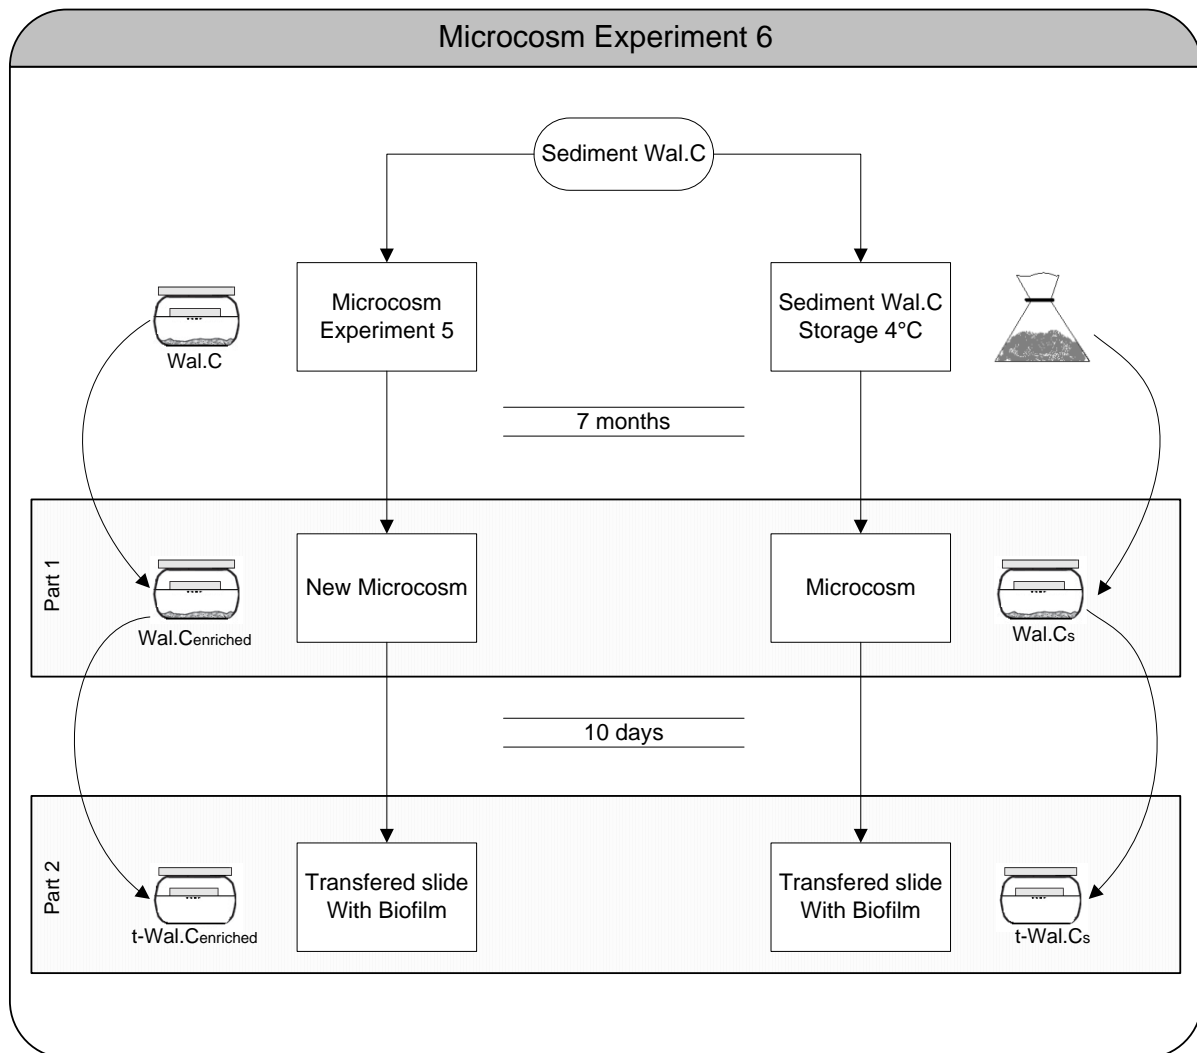 Microcosm Experiment 6
Sediment Wal.C
Microcosm
Experiment 5
Sediment Wal.C
Storage 4°C
Wal.C
7 months
Part 1
New Microcosm
Microcosm
Wal.Cenriched
Wal.Cs
10 days
Part 2
Transfered slide
With Biofilm
Transfered slide
With Biofilm
t-Wal.Cenriched
t-Wal.Cs